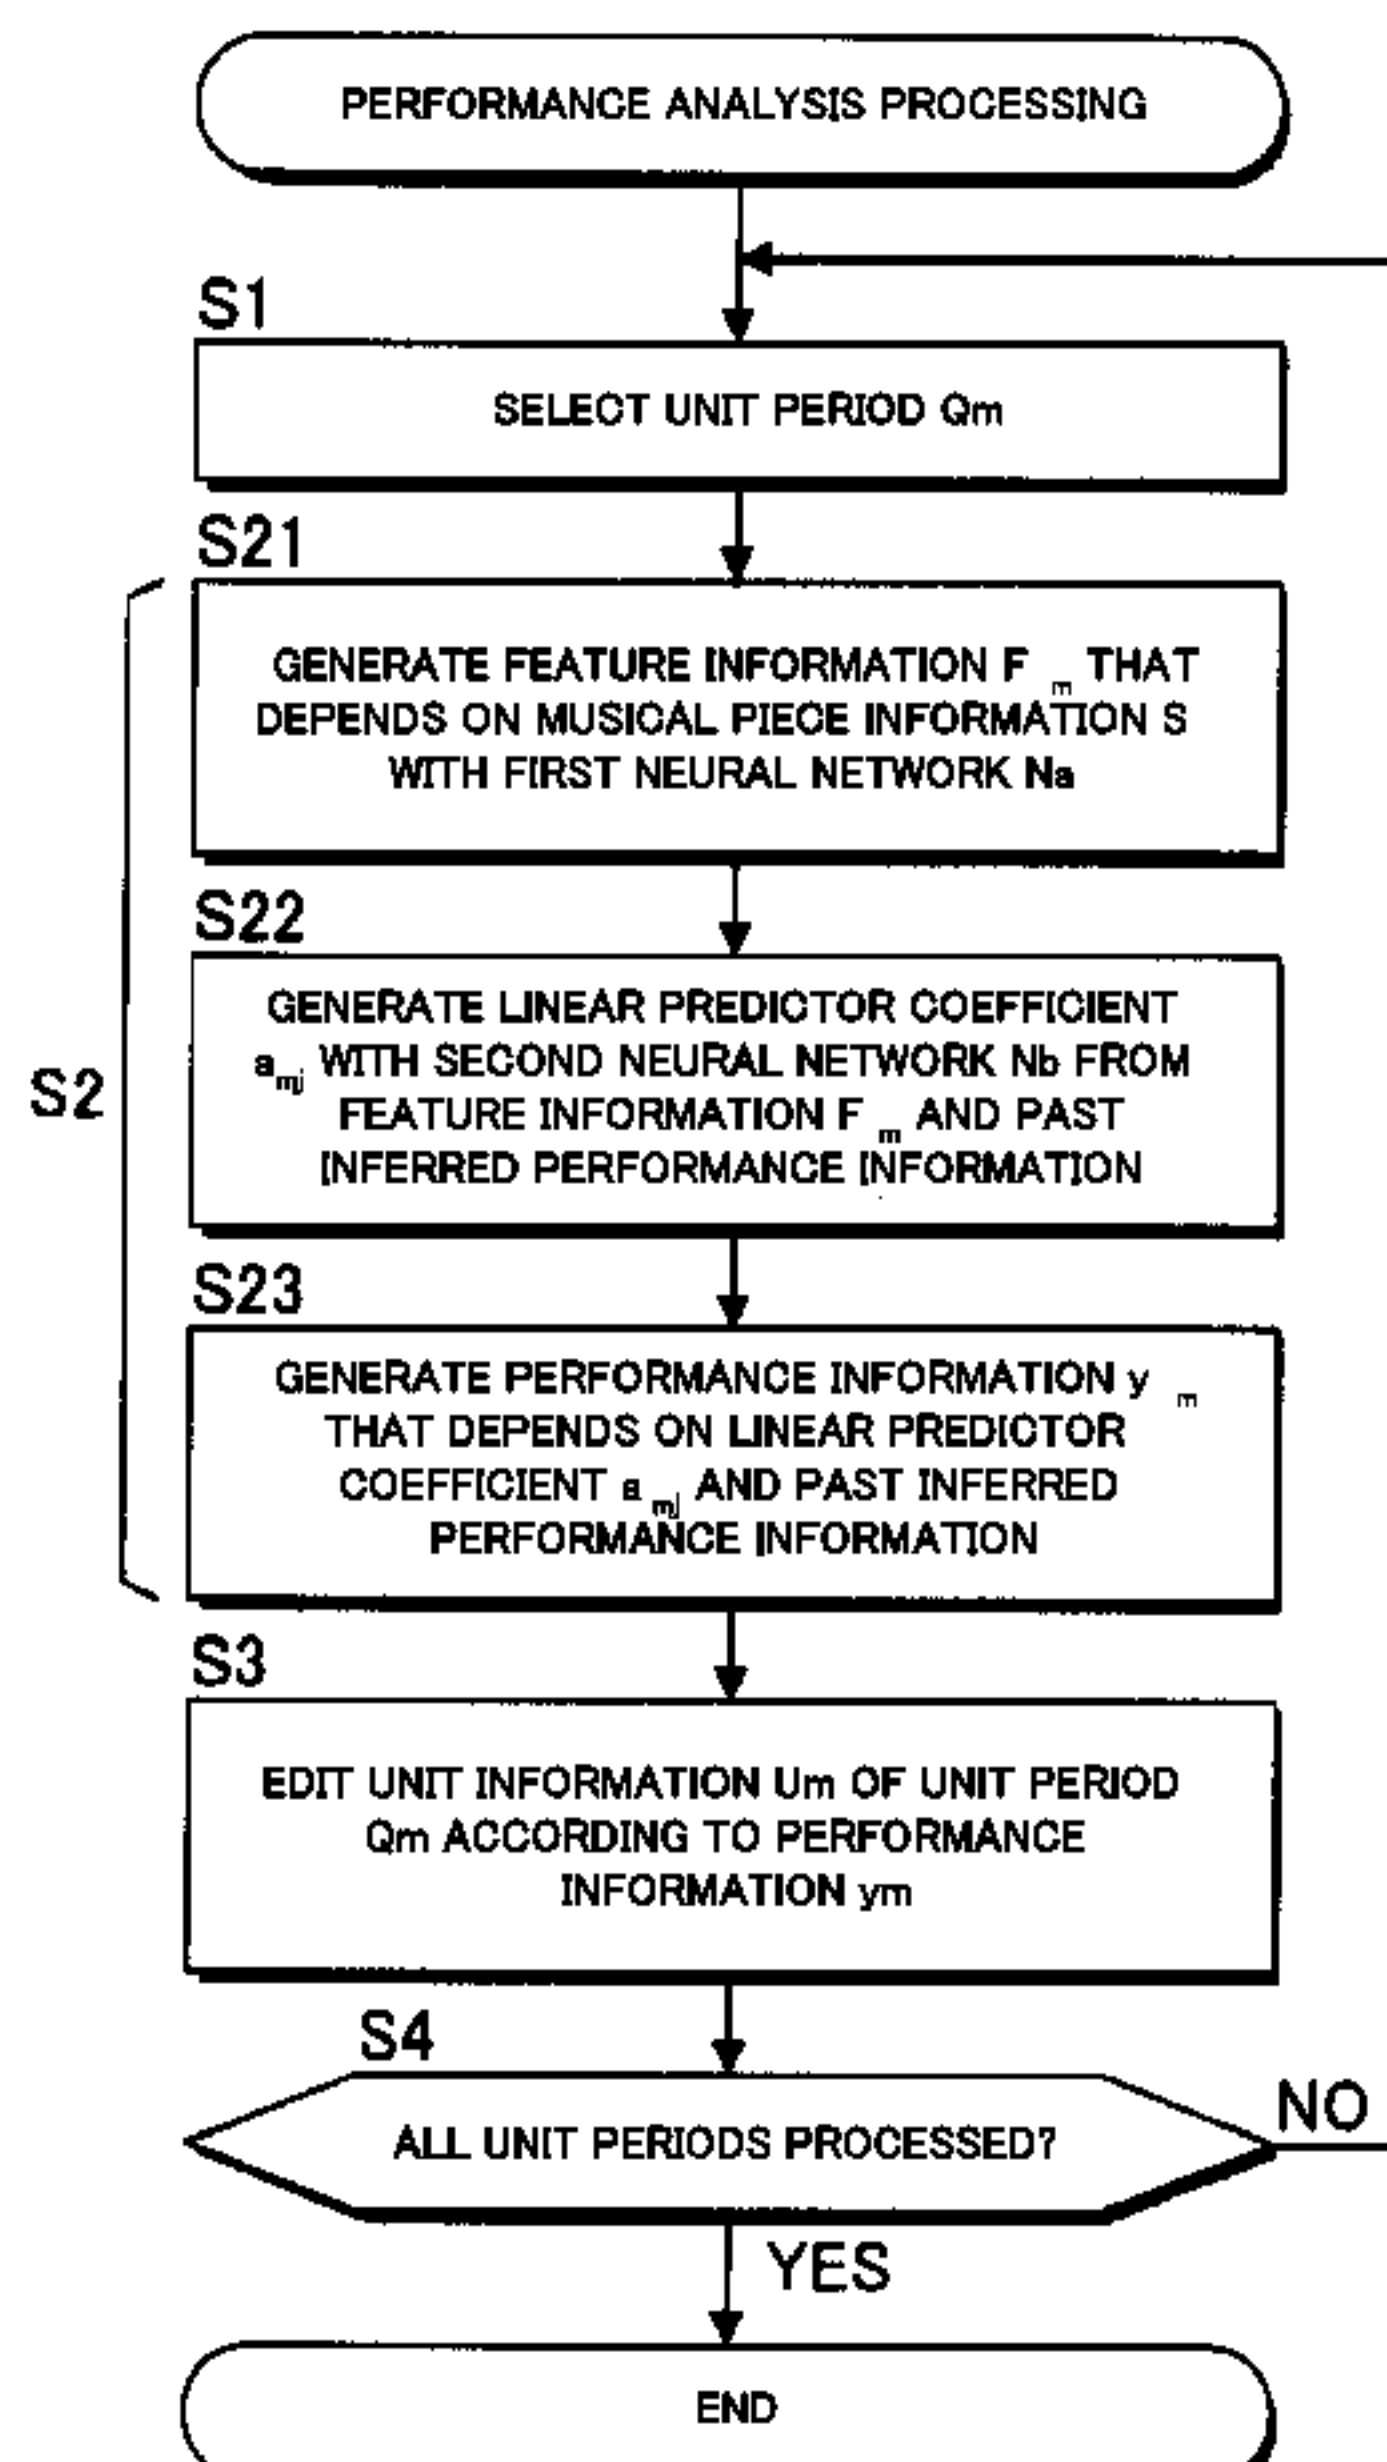 PERFORMANCE ANALYSIS PROCESSING
S1
SELECT UNIT PERIOD Qm
S21
GENERATE FEATURE INFORMATION F m THAT
DEPENDS ON MUSICAL PIECE INFORMATION S
WITH FIRST NEURAL NETWORK Na
S22
GENERATE LINEAR PREDICTOR COEFFICIENT
amj WITH SECOND NEURAL NETWORK Nb FROM
FEATURE INFORMATION F m AND PAST
INFERRED PERFORMANCE INFORMATION
S2
S23
GENERATE PERFORMANCE INFORMATION y m
THAT DEPENDS ON LINEAR PREDICTOR
COEFFICIENT a mj AND PAST INFERRED
PERFORMANCE INFORMATION
S3
EDIT UNIT INFORMATION Um OF UNIT PERIOD
Qm ACCORDING TO PERFORMANCE
INFORMATION ym
S4
ALL UNIT PERIODS PROCESSED?
NO
YES
END